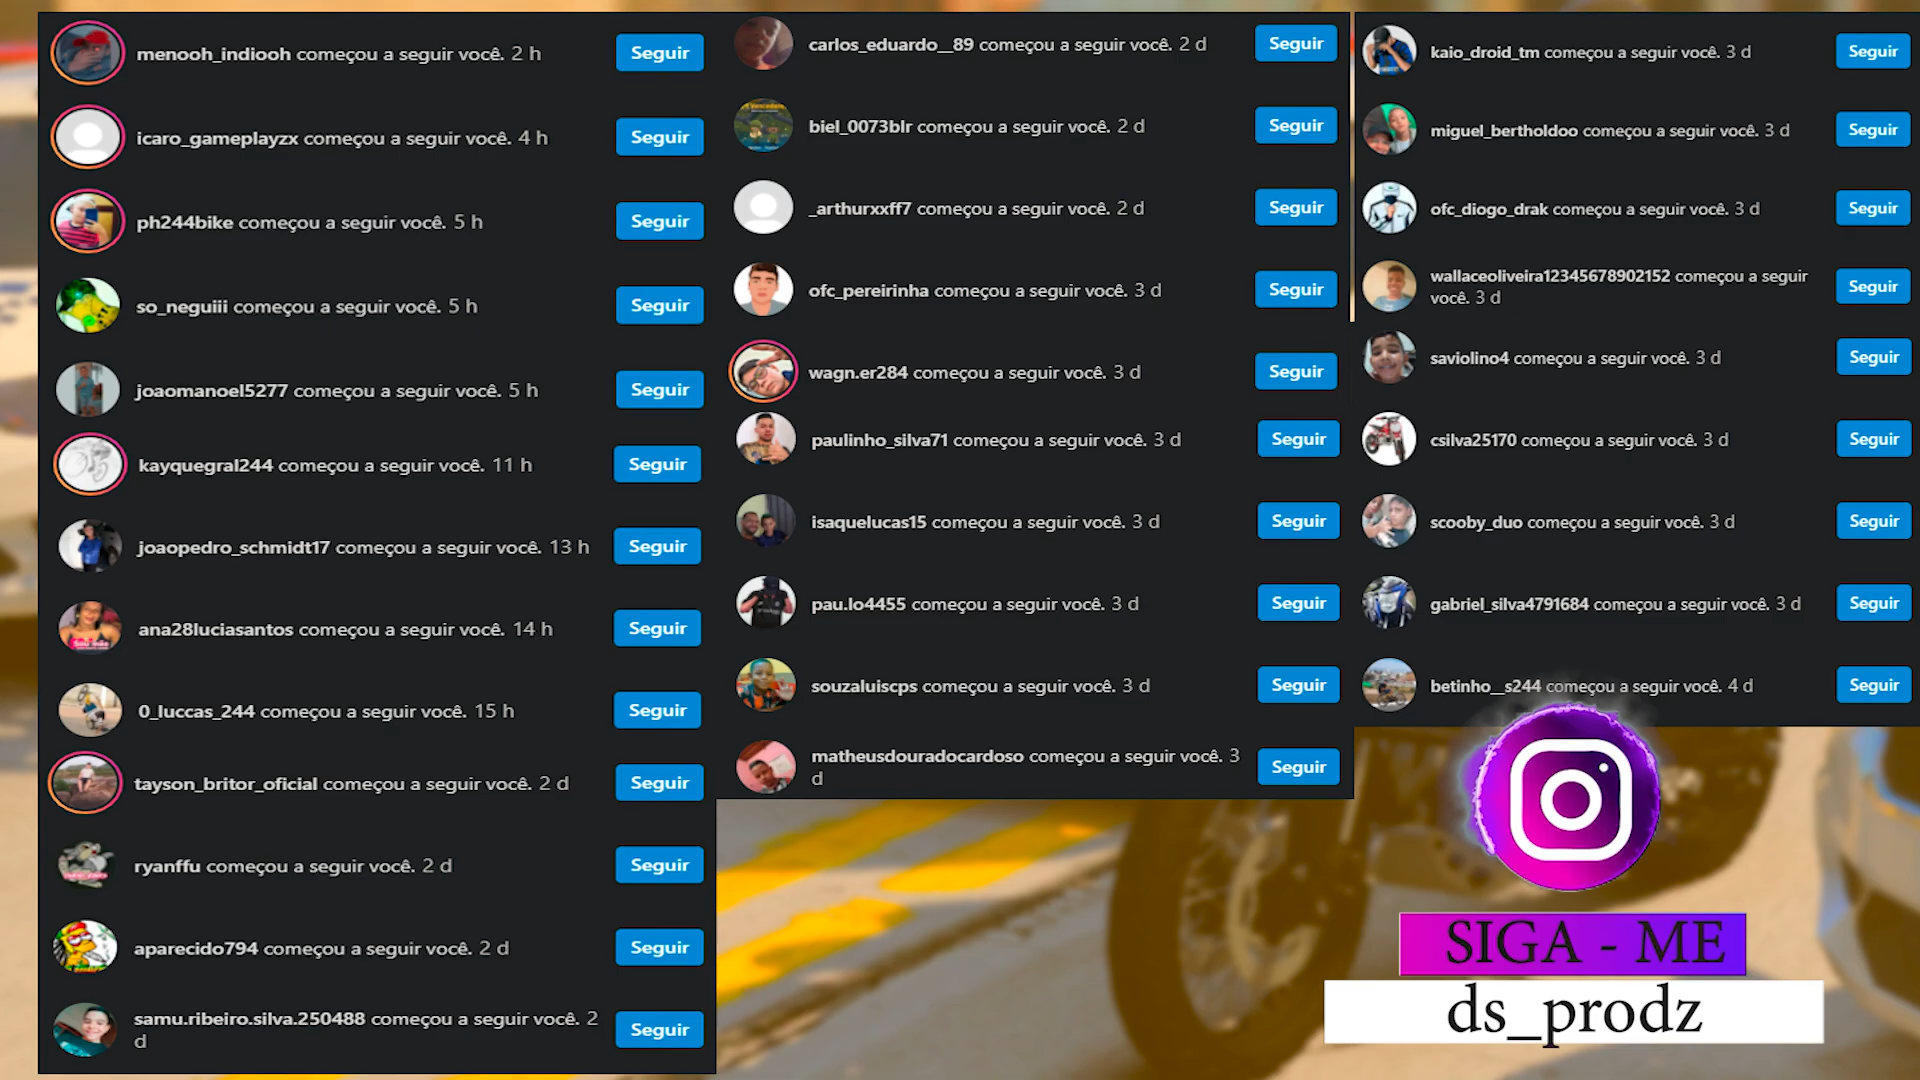 menooh_indiooh começou a seguir você. 2 h
Seguir
icaro_gameplayzx começou a seguir você. 4 h
Seguir
ph244bike começou a seguir você. 5 h
Seguir
so_neguiii começou a seguir você. 5 h
Seguir
joaomanoel5277 começou a seguir você. 5 h
Seguir
kayquegral244 começou a seguir você. 11 h
Seguir
joaopedro_schmidt17 começou a seguir você. 13 h
Seguir
ana28luciasantos começou a seguir você. 14 h
Seguir
0_luccas_244 começou a seguir você. 15 h
Seguir
tayson_britor_oficial começou a seguir você. 2 d
Seguir
ryanffu começou a seguir você. 2 d
Seguir
aparecido794 começou a seguir você. 2 d
Seguir
samu.ribeiro.silva.250488 começou a seguir você. 2
d
Seguir
carlos_eduardo__89 começou a seguir você. 2 d
Seguir
biel_0073blr começou a seguir você. 2 d
Seguir
_arthurxxff7 começou a seguir você. 2 d
Seguir
ofc_pereirinha começou a seguir você. 3 d
Seguir
wagn.er284 começou a seguir você. 3 d
Seguir
paulinho_silva71 começou a seguir você. 3 d
Seguir
isaquelucas15 começou a seguir você. 3 d
Seguir
pau.lo4455 começou a seguir você. 3 d
Seguir
souzaluiscps começou a seguir você. 3 d
Seguir
matheusdouradocardoso começou a seguir você. 3
d
Seguir
kaio_droid_tm começou a seguir você. 3 d
Seguir
miguel_bertholdoo começou a seguir você. 3 d
Seguir
ofc_diogo_drak começou a seguir você. 3 d
Seguir
wallaceoliveira12345678902152 começou a seguir
você. 3 d
Seguir
saviolino4 começou a seguir você. 3 d
Seguir
csilva25170 começou a seguir você. 3 d
Seguir
scooby_duo começou a seguir você. 3 d
Seguir
gabriel_silva4791684 começou a seguir você. 3 d
Seguir
betinho__s244 começou a seguir você. 4 d
Seguir
SIGA - ME
ds_prodz